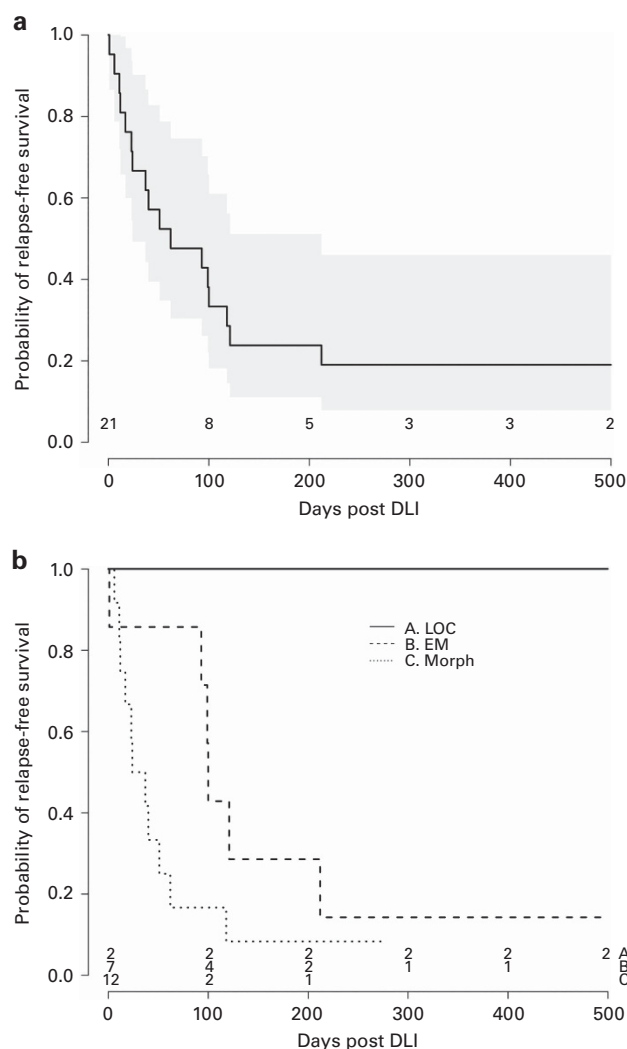 a
Probability of relapse-free survival
1.0
0.8
0.6
0.4
0.2
0.0
21 8 5 3 3 2
0 100 200 300 400 500
Days post DLI
b
Probability of relapse-free survival
1.0
0.8
0.6
0.4
0.2
0.0
A. LOC
B. EM
C. Morph
2 2 2 2 2 2 A
7 4 2 1 1 B
12 2 1 C
0 100 200 300 400 500
Days post DLI